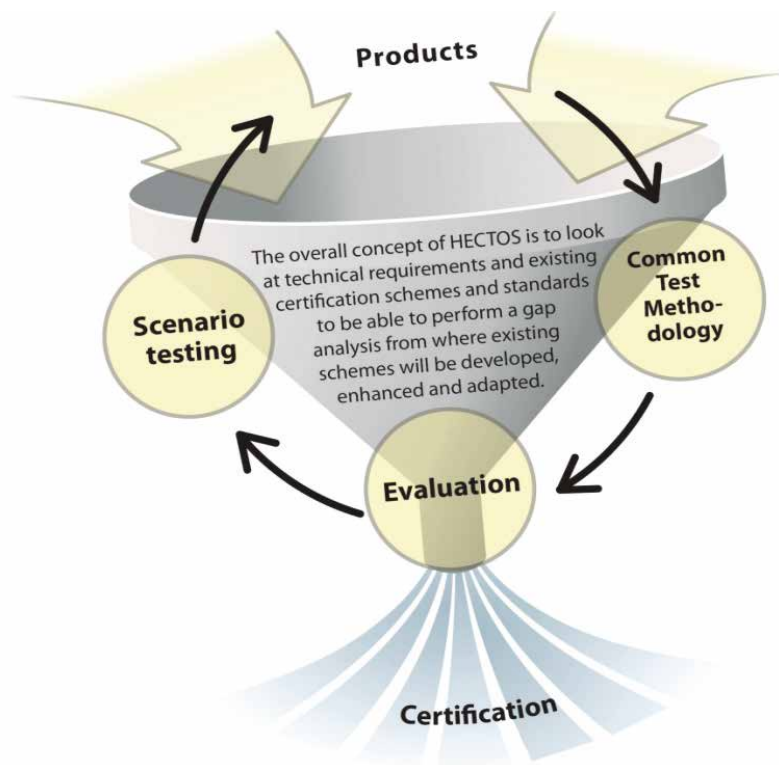 Products
The overall concept of HECTOS is to look
at technical requirements and existing
certification schemes and standards
to be able to perform a gap
analysis from where existing
schemes will be developed,
enhanced and adapted.
Common
Test
Metho-
dology
Scenario
testing
Evaluation
Certification